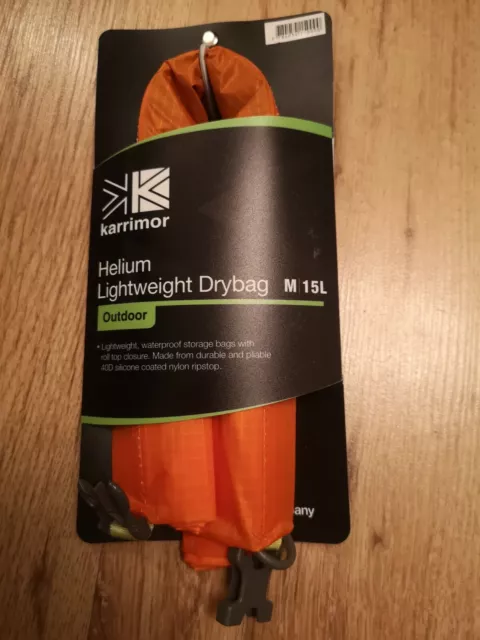 karrimor
Helium
Lightweight Drybag M | 15L
Outdoor
• Lightweight, waterproof storage bags with
roll top closure. Made from durable and pliable
40D silicone coated nylon ripstop.